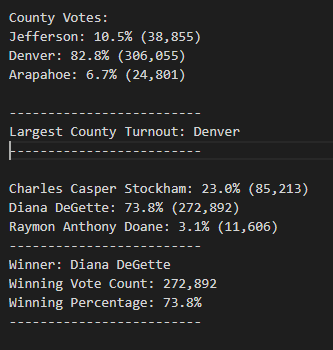 County Votes:
Jefferson: 10.5% (38,855)
Denver: 82.8% (306,055)
Arapahoe: 6.7% (24,801)
-------------------------
Largest County Turnout: Denver
-------------------------
Charles Casper Stockham: 23.0% (85,213)
Diana DeGette: 73.8% (272,892)
Raymon Anthony Doane: 3.1% (11,606)
-------------------------
Winner: Diana DeGette
Winning Vote Count: 272,892
Winning Percentage: 73.8%
-------------------------